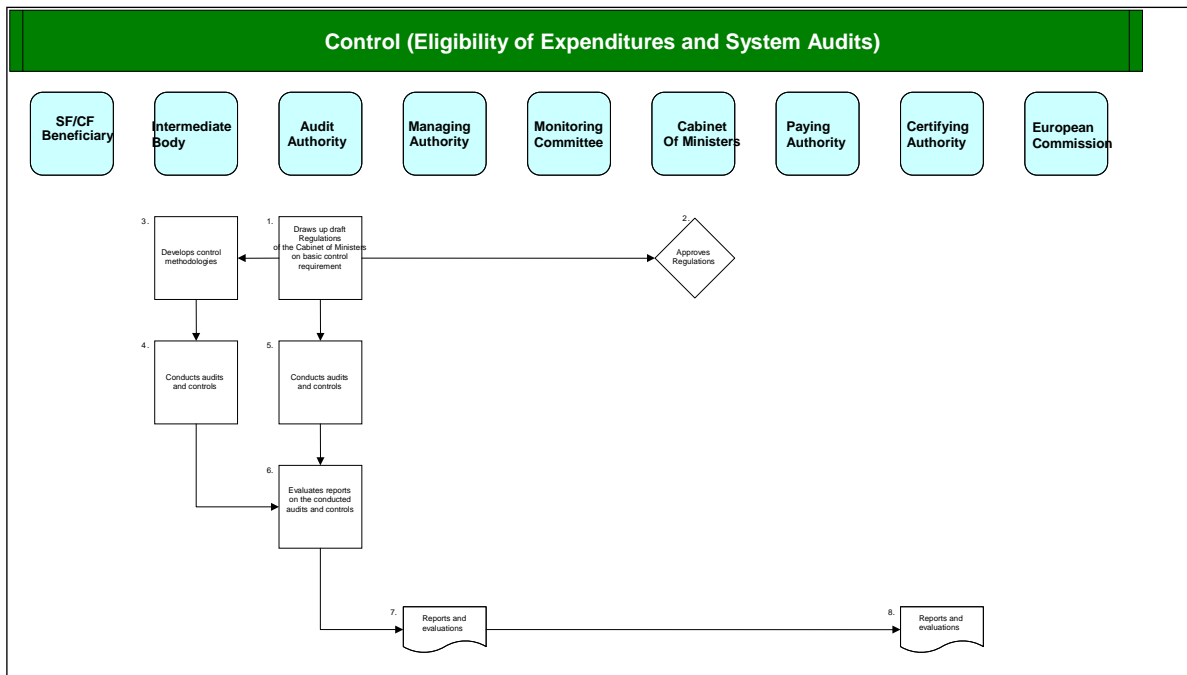 Control (Eligibility of Expenditures and System Audits)
SF/CF
Beneficiary
Intermediate
Body
Audit
Authority
Managing
Authority
Monitoring
Committee
Cabinet
Of Ministers
Paying
Authority
Certifying
Authority
European
Commission
3.
Develops control
methodologies
1.
Draws up draft
Regulations
of the Cabinet of Ministers
on basic control
requirement
2.
Approves
Regulations
4.
Conducts audits
and controls
5.
Conducts audits
and controls
6.
Evaluates reports
on the conducted
audits and controls
7.
Reports and
evaluations
8.
Reports and
evaluations